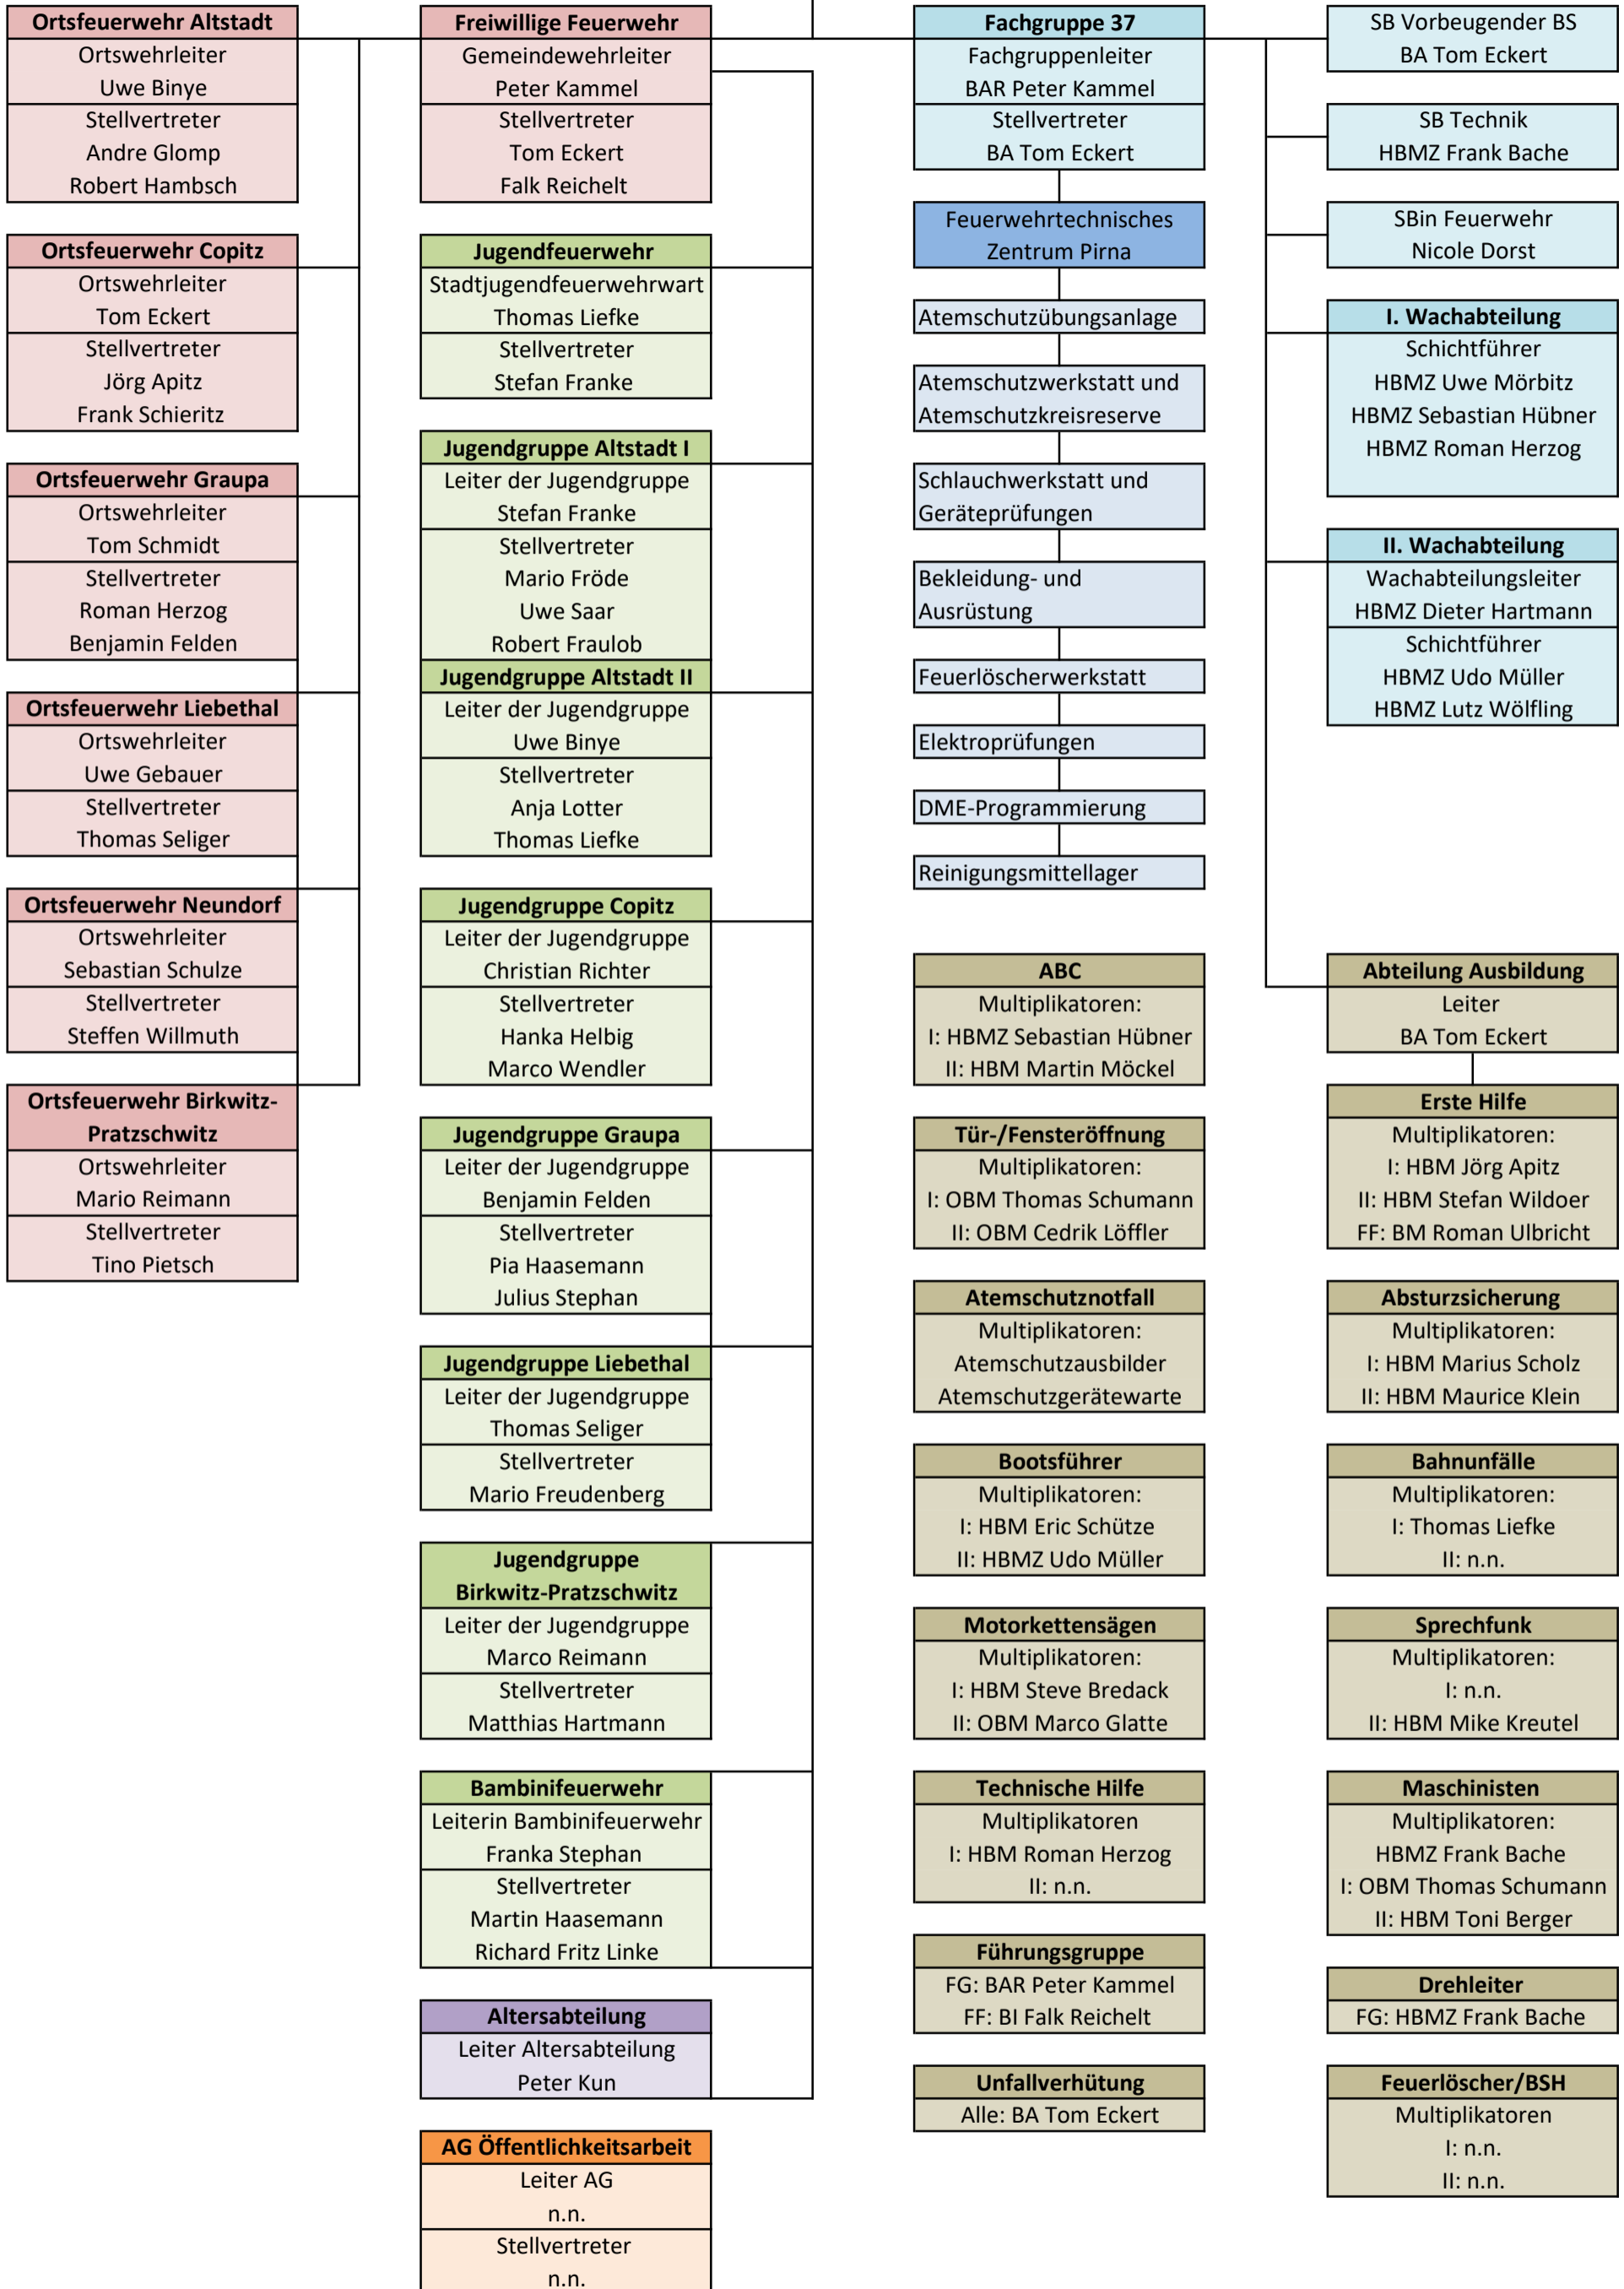 Ortsfeuerwehr Altstadt
Ortswehrleiter
Uwe Binye
Stellvertreter
Andre Glomp
Robert Hambsch
Ortsfeuerwehr Copitz
Ortswehrleiter
Tom Eckert
Stellvertreter
Jörg Apitz
Frank Schieritz
Ortsfeuerwehr Graupa
Ortswehrleiter
Tom Schmidt
Stellvertreter
Roman Herzog
Benjamin Felden
Ortsfeuerwehr Liebethal
Ortswehrleiter
Uwe Gebauer
Stellvertreter
Thomas Seliger
Ortsfeuerwehr Neundorf
Ortswehrleiter
Sebastian Schulze
Stellvertreter
Steffen Willmuth
Ortsfeuerwehr Birkwitz-
Pratzschwitz
Ortswehrleiter
Mario Reimann
Stellvertreter
Tino Pietsch
Freiwillige Feuerwehr
Gemeindewehrleiter
Peter Kammel
Stellvertreter
Tom Eckert
Falk Reichelt
Jugendfeuerwehr
Stadtjugendfeuerwehrwart
Thomas Liefke
Stellvertreter
Stefan Franke
Jugendgruppe Altstadt I
Leiter der Jugendgruppe
Stefan Franke
Stellvertreter
Mario Fröde
Uwe Saar
Robert Fraulob
Jugendgruppe Altstadt II
Leiter der Jugendgruppe
Uwe Binye
Stellvertreter
Anja Lotter
Thomas Liefke
Jugendgruppe Copitz
Leiter der Jugendgruppe
Christian Richter
Stellvertreter
Hanka Helbig
Marco Wendler
Jugendgruppe Graupa
Leiter der Jugendgruppe
Benjamin Felden
Stellvertreter
Pia Haasemann
Julius Stephan
Jugendgruppe Liebethal
Leiter der Jugendgruppe
Thomas Seliger
Stellvertreter
Mario Freudenberg
Jugendgruppe
Birkwitz-Pratzschwitz
Leiter der Jugendgruppe
Marco Reimann
Stellvertreter
Matthias Hartmann
Bambinifeuerwehr
Leiterin Bambinifeuerwehr
Franka Stephan
Stellvertreter
Martin Haasemann
Richard Fritz Linke
Altersabteilung
Leiter Altersabteilung
Peter Kun
AG Öffentlichkeitsarbeit
Leiter AG
n.n.
Stellvertreter
n.n.
Fachgruppe 37
Fachgruppenleiter
BAR Peter Kammel
Stellvertreter
BA Tom Eckert
Feuerwehrtechnisches
Zentrum Pirna
Atemschutzübungsanlage
Atemschutzwerkstatt und
Atemschutzkreisreserve
Schlauchwerkstatt und
Geräteprüfungen
Bekleidung- und
Ausrüstung
Feuerlöscherwerkstatt
Elektroprüfungen
DME-Programmierung
Reinigungsmittellager
ABC
Multiplikatoren:
I: HBMZ Sebastian Hübner
II: HBM Martin Möckel
Tür-/Fensteröffnung
Multiplikatoren:
I: OBM Thomas Schumann
II: OBM Cedrik Löffler
Atemschutznotfall
Multiplikatoren:
Atemschutzausbilder
Atemschutzgerätewarte
Bootsführer
Multiplikatoren:
I: HBM Eric Schütze
II: HBMZ Udo Müller
Motorkettensägen
Multiplikatoren:
I: HBM Steve Bredack
II: OBM Marco Glatte
Technische Hilfe
Multiplikatoren
I: HBM Roman Herzog
II: n.n.
Führungsgruppe
FG: BAR Peter Kammel
FF: BI Falk Reichelt
Unfallverhütung
Alle: BA Tom Eckert
SB Vorbeugender BS
BA Tom Eckert
SB Technik
HBMZ Frank Bache
SBin Feuerwehr
Nicole Dorst
I. Wachabteilung
Schichtführer
HBMZ Uwe Mörbitz
HBMZ Sebastian Hübner
HBMZ Roman Herzog
II. Wachabteilung
Wachabteilungsleiter
HBMZ Dieter Hartmann
Schichtführer
HBMZ Udo Müller
HBMZ Lutz Wölfling
Abteilung Ausbildung
Leiter
BA Tom Eckert
Erste Hilfe
Multiplikatoren:
I: HBM Jörg Apitz
II: HBM Stefan Wildoer
FF: BM Roman Ulbricht
Absturzsicherung
Multiplikatoren:
I: HBM Marius Scholz
II: HBM Maurice Klein
Bahnunfälle
Multiplikatoren:
I: Thomas Liefke
II: n.n.
Sprechfunk
Multiplikatoren:
I: n.n.
II: HBM Mike Kreutel
Maschinisten
Multiplikatoren:
HBMZ Frank Bache
I: OBM Thomas Schumann
II: HBM Toni Berger
Drehleiter
FG: HBMZ Frank Bache
Feuerlöscher/BSH
Multiplikatoren
I: n.n.
II: n.n.